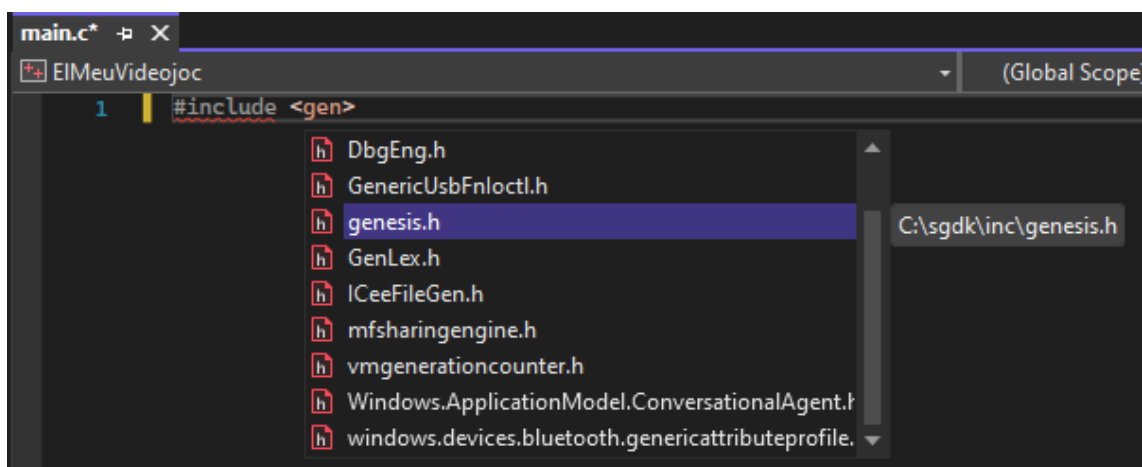 main.c*
ElMeuVideojoc
(Global Scope)
1 #include <gen>
DbgEng.h
GenericUsbFnIoctl.h
genesis.h
C:\sgdk\inc\genesis.h
GenLex.h
ICeeFileGen.h
mfsharingengine.h
vmgenerationcounter.h
Windows.ApplicationModel.ConversationalAgent.h
windows.devices.bluetooth.genericattributeprofile.